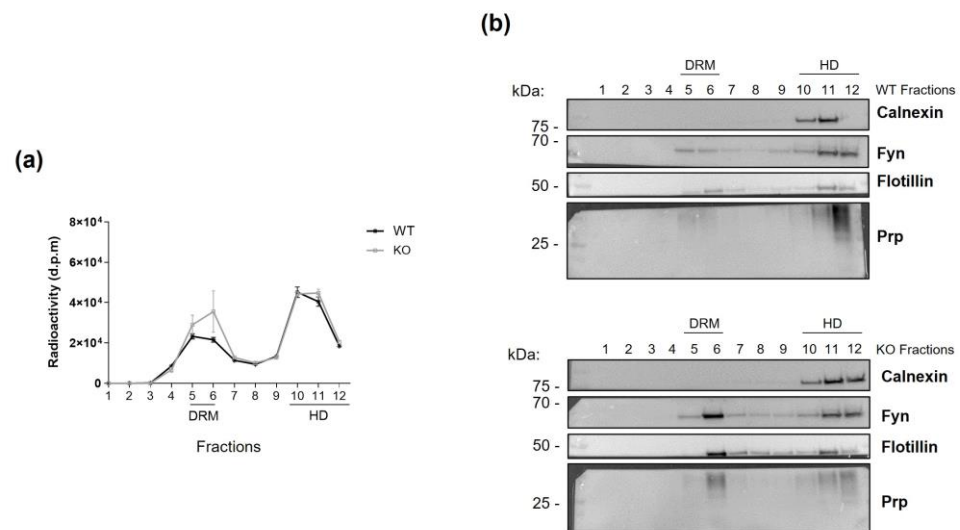 (a)
8×10⁴
6×10⁴
4×10⁴
2×10⁴
0
Radioactivity (d.p.m)
WT
KO
1 2 3 4 5 6 7 8 9 10 11 12
DRM HD
Fractions
(b)
DRM HD
kDa: 1 2 3 4 5 6 7 8 9 10 11 12 WT Fractions
Calnexin
75 -
70 -
Fyn
Flotillin
50 -
Prp
25 -
DRM HD
kDa: 1 2 3 4 5 6 7 8 9 10 11 12 KO Fractions
Calnexin
75 -
70 -
Fyn
50 -
Flotillin
25 -
Prp